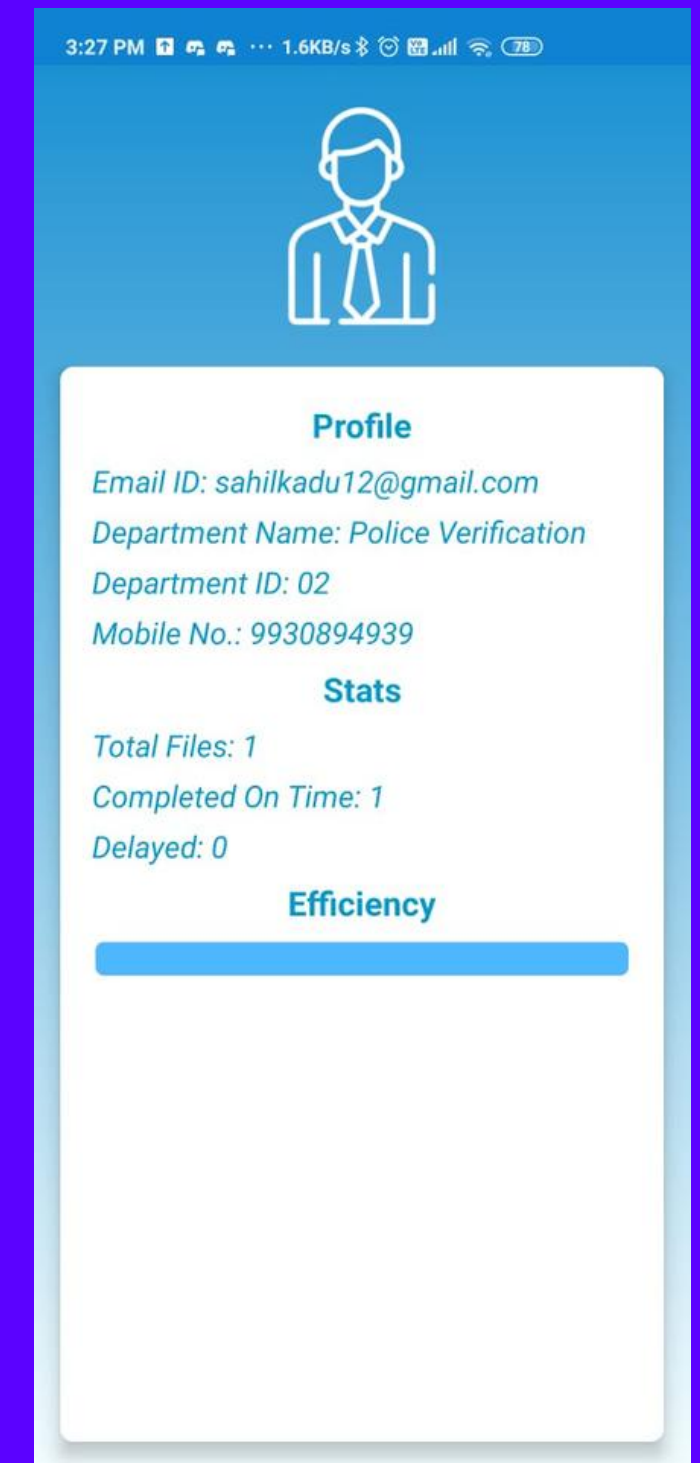 3:27 PM ··· 1.6KB/s 78
Profile
Email ID: sahilkadu12@gmail.com
Department Name: Police Verification
Department ID: 02
Mobile No.: 9930894939
Stats
Total Files: 1
Completed On Time: 1
Delayed: 0
Efficiency